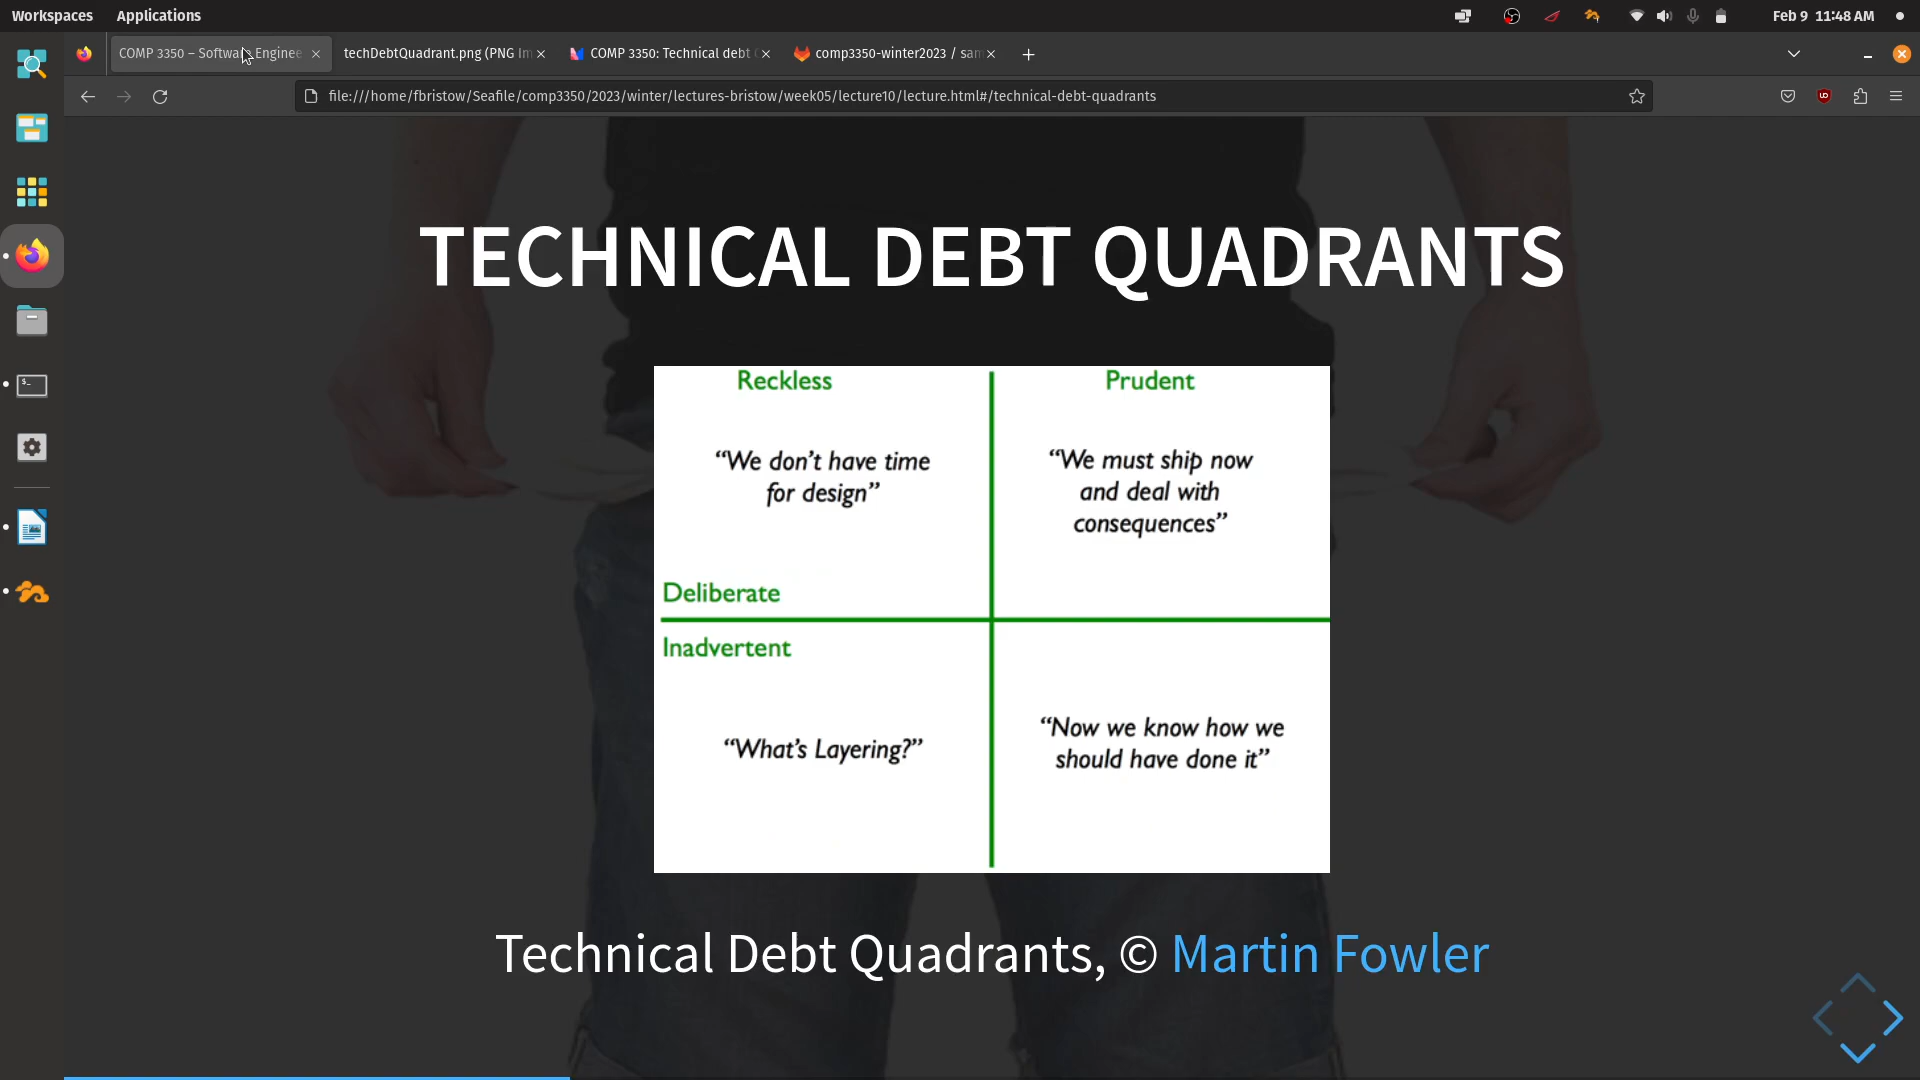 Workspaces Applications Feb 9 11:48 AM
COMP 3350 – Software Enginee techDebtQuadrant.png (PNG Im COMP 3350: Technical debt comp3350-winter2023 / sam
file:///home/fbristow/Seafile/comp3350/2023/winter/lectures-bristow/week05/lecture10/lecture.html#/technical-debt-quadrants
TECHNICAL DEBT QUADRANTS
Reckless Prudent
“We don’t have time
for design”
“We must ship now
and deal with
consequences”
Deliberate
Inadvertent
“What’s Layering?”
“Now we know how we
should have done it”
Technical Debt Quadrants, © Martin Fowler